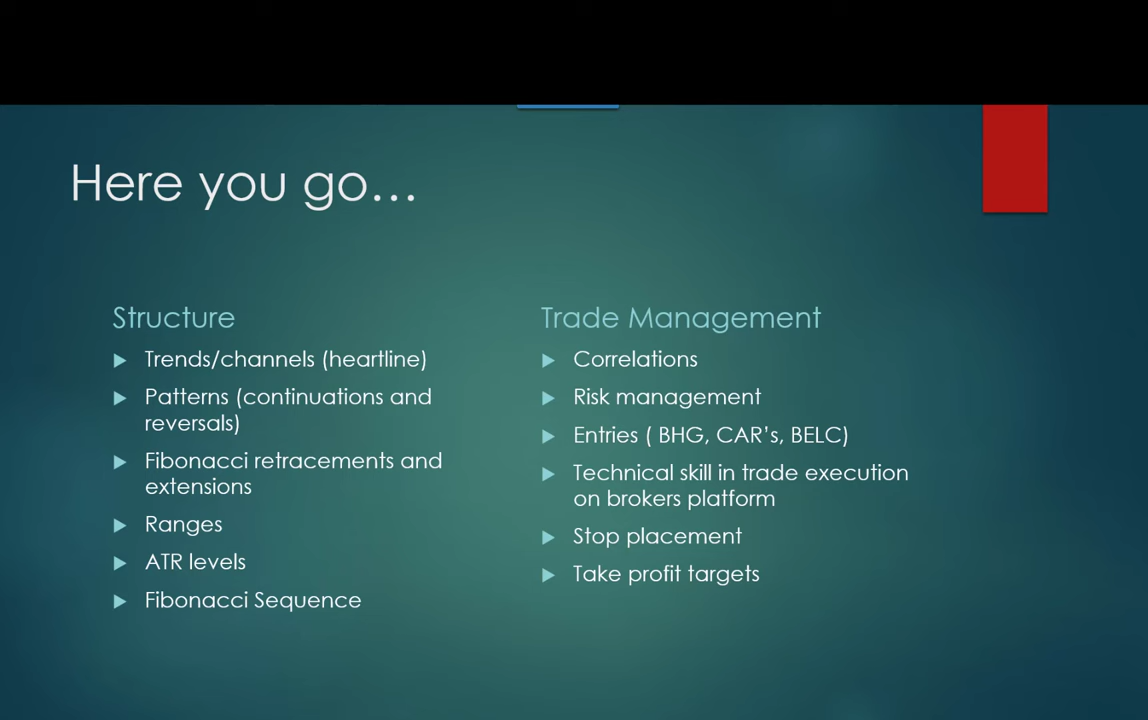 Here you go…
Structure
Trends/channels (heartline)
Patterns (continuations and
reversals)
Fibonacci retracements and
extensions
Ranges
ATR levels
Fibonacci Sequence
Trade Management
Correlations
Risk management
Entries ( BHG, CAR’s, BELC)
Technical skill in trade execution
on brokers platform
Stop placement
Take profit targets